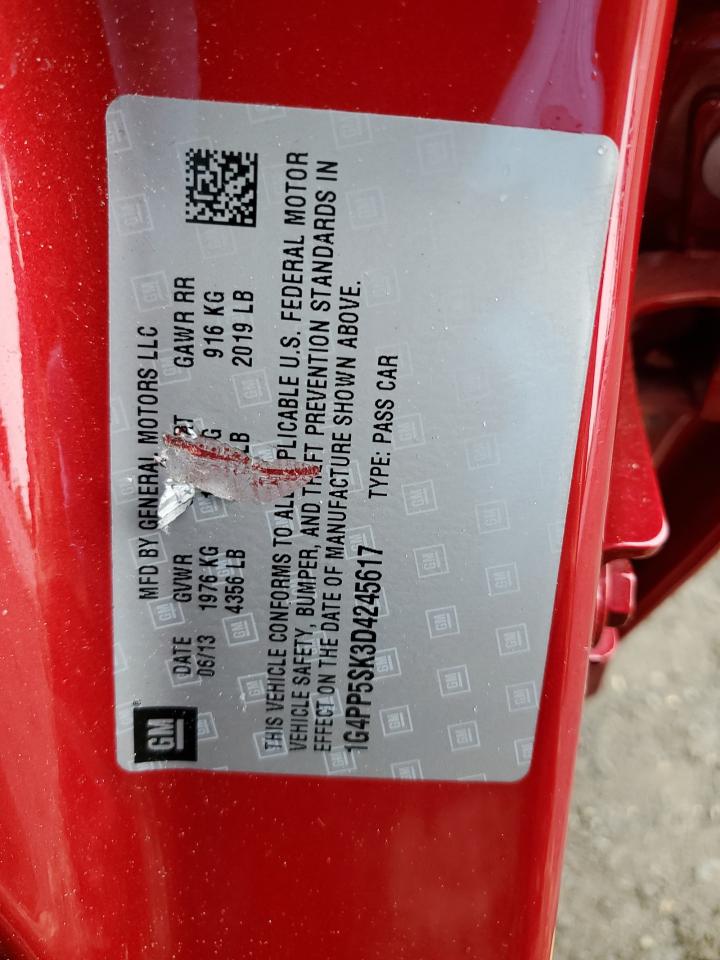 GM
MFD BY GENERAL MOTORS LLC
DATE GVWR GAWR RR
06/13 1976 KG 916 KG
4356 LB LB 2019 LB
THIS VEHICLE CONFORMS TO ALL PLICABLE U.S. FEDERAL MOTOR
VEHICLE SAFETY, BUMPER, AND THEFT PREVENTION STANDARDS IN
EFFECT ON THE DATE OF MANUFACTURE SHOWN ABOVE.
1G4PP5SK3D4245617 TYPE: PASS CAR